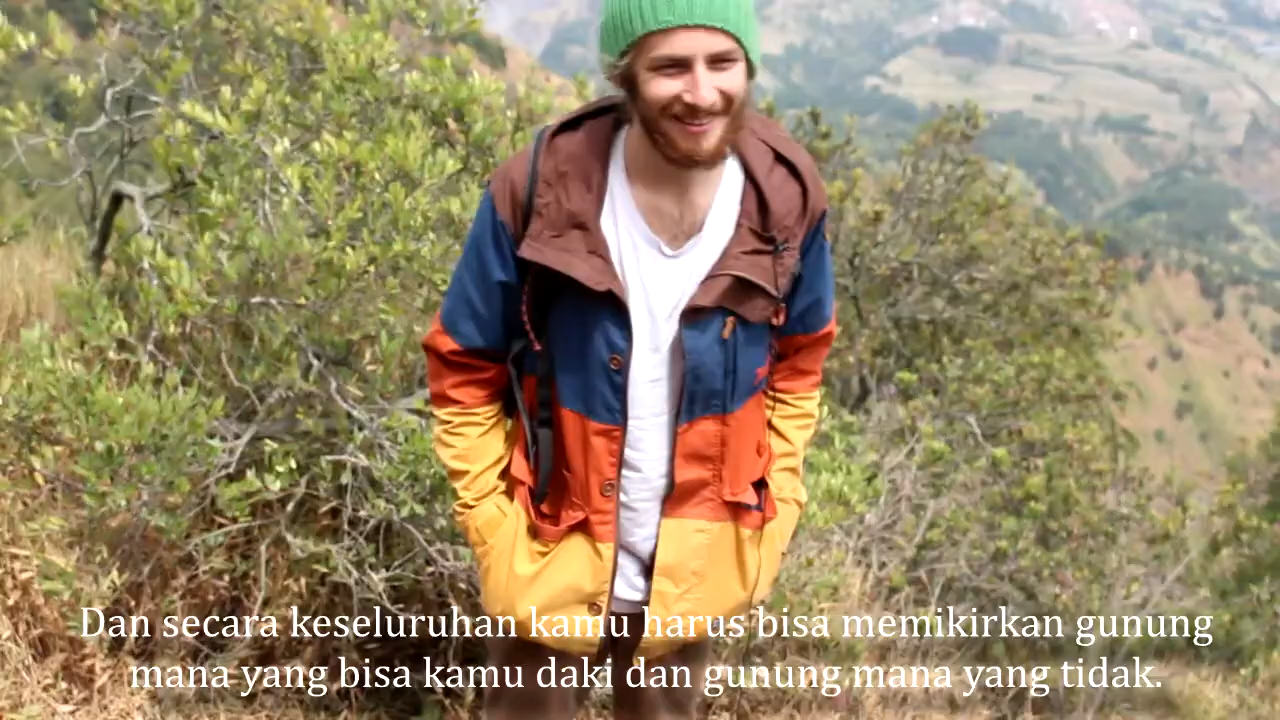 Dan secara keseluruhan kamu harus bisa memikirkan gunung
mana yang bisa kamu daki dan gunung mana yang tidak.